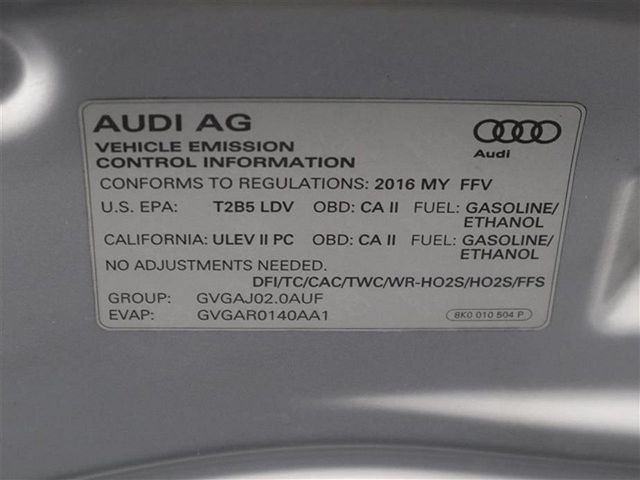 AUDI AG
Audi
VEHICLE EMISSION
CONTROL INFORMATION
CONFORMS TO REGULATIONS: 2016 MY FFV
U.S. EPA: T2B5 LDV OBD: CA II FUEL: GASOLINE/
ETHANOL
CALIFORNIA: ULEV II PC OBD: CA II FUEL: GASOLINE/
ETHANOL
NO ADJUSTMENTS NEEDED.
DFI/TC/CAC/TWC/WR-HO2S/HO2S/FFS
GROUP: GVGAJ02.0AUF
EVAP: GVGAR0140AA1
8K0 010 504 P